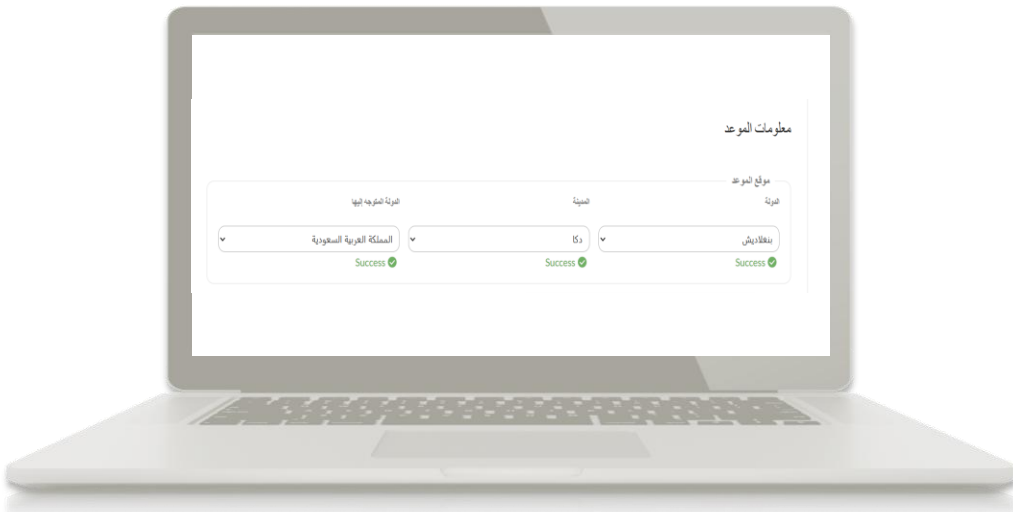 معلومات الموعد
موقع الموعد
الدولة المدينة الدولة المتوجه إليها
بنغلاديش دكا المملكة العربية السعودية
Success Success Success